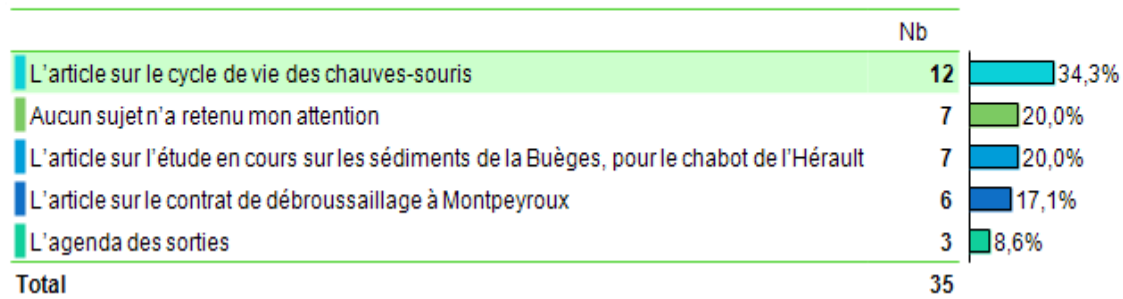 Nb
L'article sur le cycle de vie des chauves-souris 12 34,3%
Aucun sujet n'a retenu mon attention 7 20,0%
L'article sur l'étude en cours sur les sédiments de la Buèges, pour le chabot de l'Hérault 7 20,0%
L'article sur le contrat de débroussaillage à Montpeyroux 6 17,1%
L'agenda des sorties 3 8,6%
Total 35